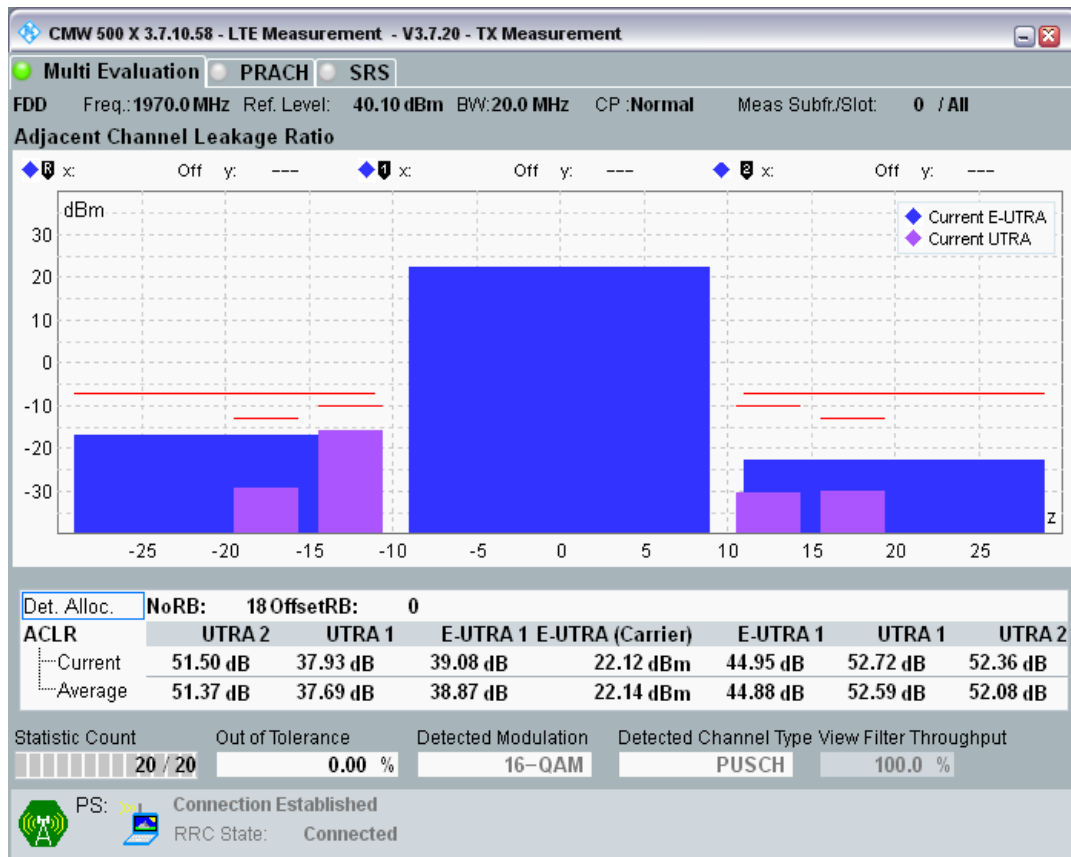 CMW 500 X 3.7.10.58 - LTE Measurement - V3.7.20 - TX Measurement
Multi Evaluation PRACH SRS
FDD Freq.:1970.0 MHz Ref. Level: 40.10 dBm BW:20.0 MHz CP :Normal Meas Subfr./Slot: 0 / All
Adjacent Channel Leakage Ratio
R x: Off y: --- 1 x: Off y: --- 2 x: Off y: ---
dBm
Current E-UTRA
Current UTRA
30
20
10
0
-10
-20
-30
z
-25 -20 -15 -10 -5 0 5 10 15 20 25
Det. Alloc. NoRB: 18 OffsetRB: 0
ACLR UTRA 2 UTRA 1 E-UTRA 1 E-UTRA (Carrier) E-UTRA 1 UTRA 1 UTRA 2
Current 51.50 dB 37.93 dB 39.08 dB 22.12 dBm 44.95 dB 52.72 dB 52.36 dB
Average 51.37 dB 37.69 dB 38.87 dB 22.14 dBm 44.88 dB 52.59 dB 52.08 dB
Statistic Count Out of Tolerance Detected Modulation Detected Channel Type View Filter Throughput
20 / 20 0.00 % 16-QAM PUSCH 100.0 %
PS: Connection Established
RRC State: Connected